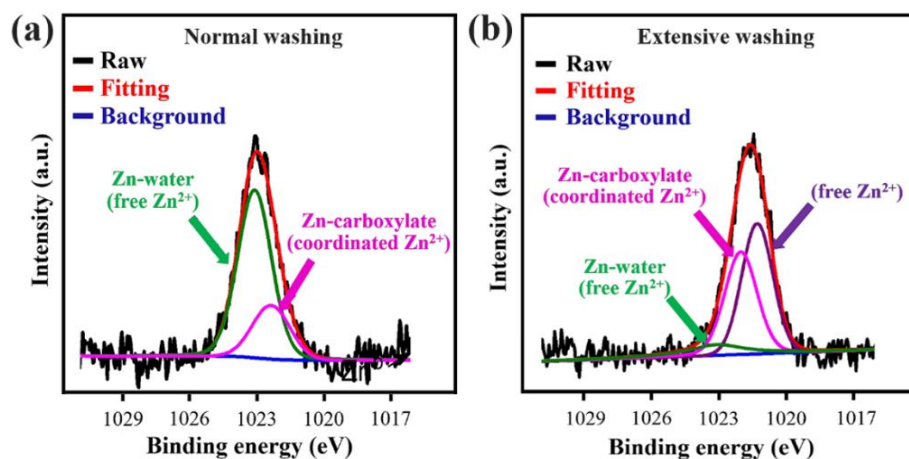 (a)
Normal washing
Raw
Fitting
Background
Zn-water
(free Zn²⁺)
Zn-carboxylate
(coordinated Zn²⁺)
Intensity (a.u.)
1029 1026 1023 1020 1017
Binding energy (eV)
(b)
Extensive washing
Raw
Fitting
Background
Zn-carboxylate
(coordinated Zn²⁺)
(free Zn²⁺)
Zn-water
(free Zn²⁺)
Intensity (a.u.)
1029 1026 1023 1020 1017
Binding energy (eV)